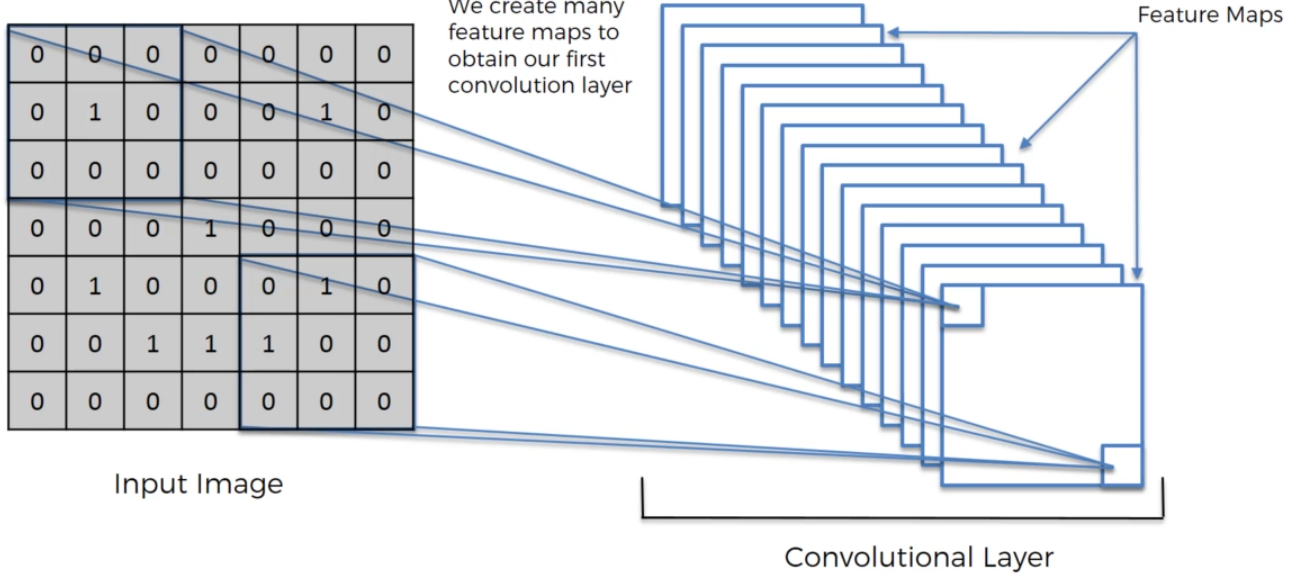 We create many
feature maps to
obtain our first
convolution layer
Feature Maps
0 0 0 0 0 0 0
0 1 0 0 0 1 0
0 0 0 0 0 0 0
0 0 0 1 0 0 0
0 1 0 0 0 1 0
0 0 1 1 1 0 0
0 0 0 0 0 0 0
Input Image
Convolutional Layer